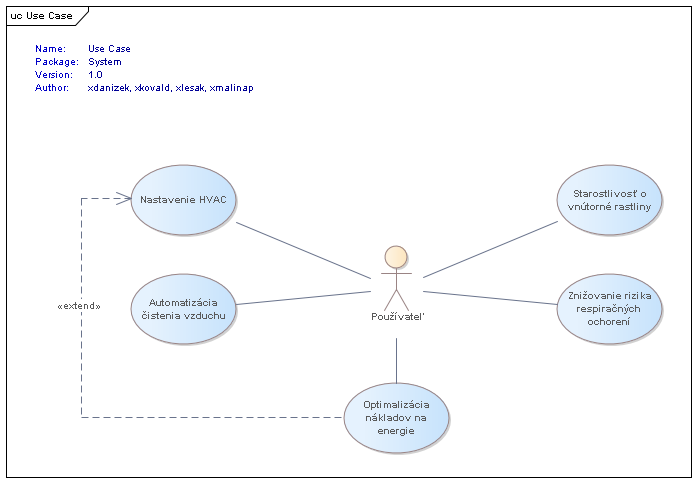 uc Use Case
Name: Use Case
Package: System
Version: 1.0
Author: xdanizek, xkovald, xlesak, xmalinap
Nastavenie HVAC
Starostlivosť o
vnútorné rastliny
«extend»
Automatizácia
čistenia vzduchu
Používateľ
Znižovanie rizika
respiračných
ochorení
Optimalizácia
nákladov na
energie